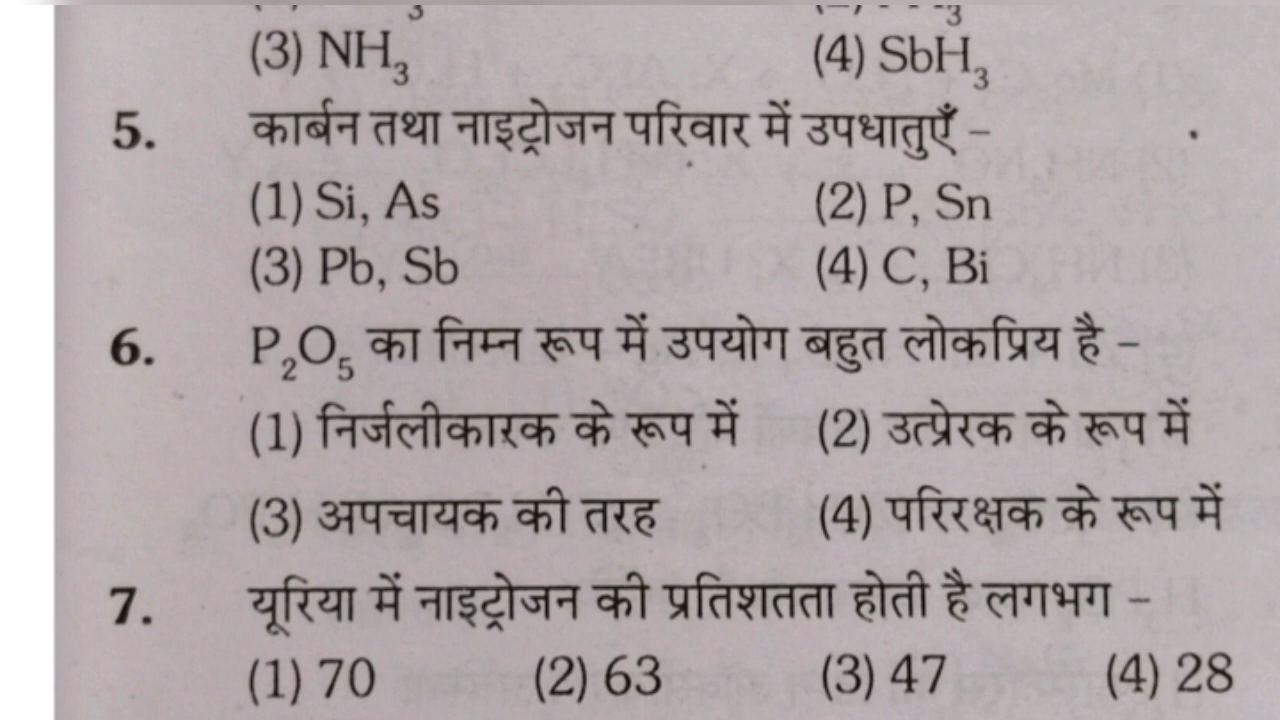 (3) NH₃ (4) SbH₃
5. कार्बन तथा नाइट्रोजन परिवार में उपधातुएँ –
(1) Si, As (2) P, Sn
(3) Pb, Sb (4) C, Bi
6. P₂O₅ का निम्न रूप में उपयोग बहुत लोकप्रिय है –
(1) निर्जलीकारक के रूप में (2) उत्प्रेरक के रूप में
(3) अपचायक की तरह (4) परिरक्षक के रूप में
7. यूरिया में नाइट्रोजन की प्रतिशतता होती है लगभग –
(1) 70 (2) 63 (3) 47 (4) 28